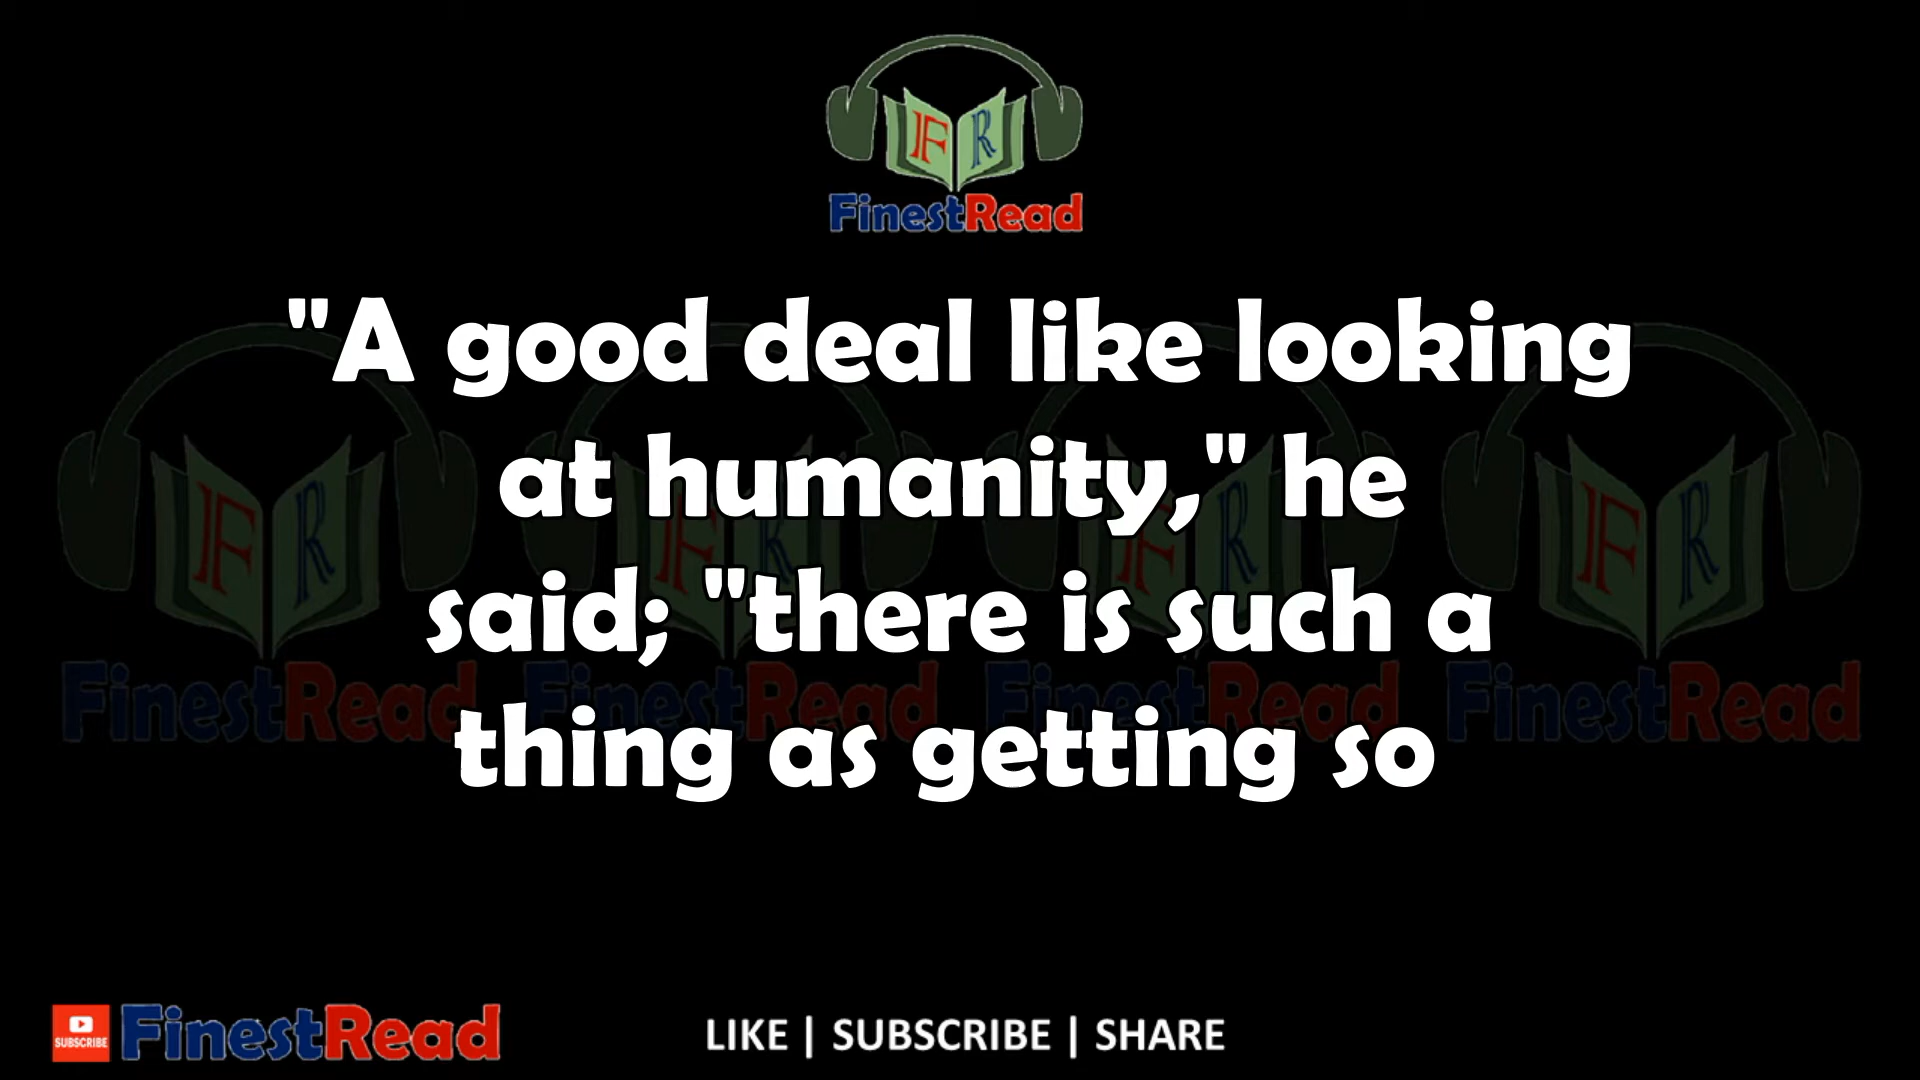 F R
FinestRead
"A good deal like looking
at humanity," he
said; "there is such a
thing as getting so
F R F R F R F R
FinestRead FinestRead FinestRead FinestRead
SUBSCRIBE FinestRead LIKE | SUBSCRIBE | SHARE